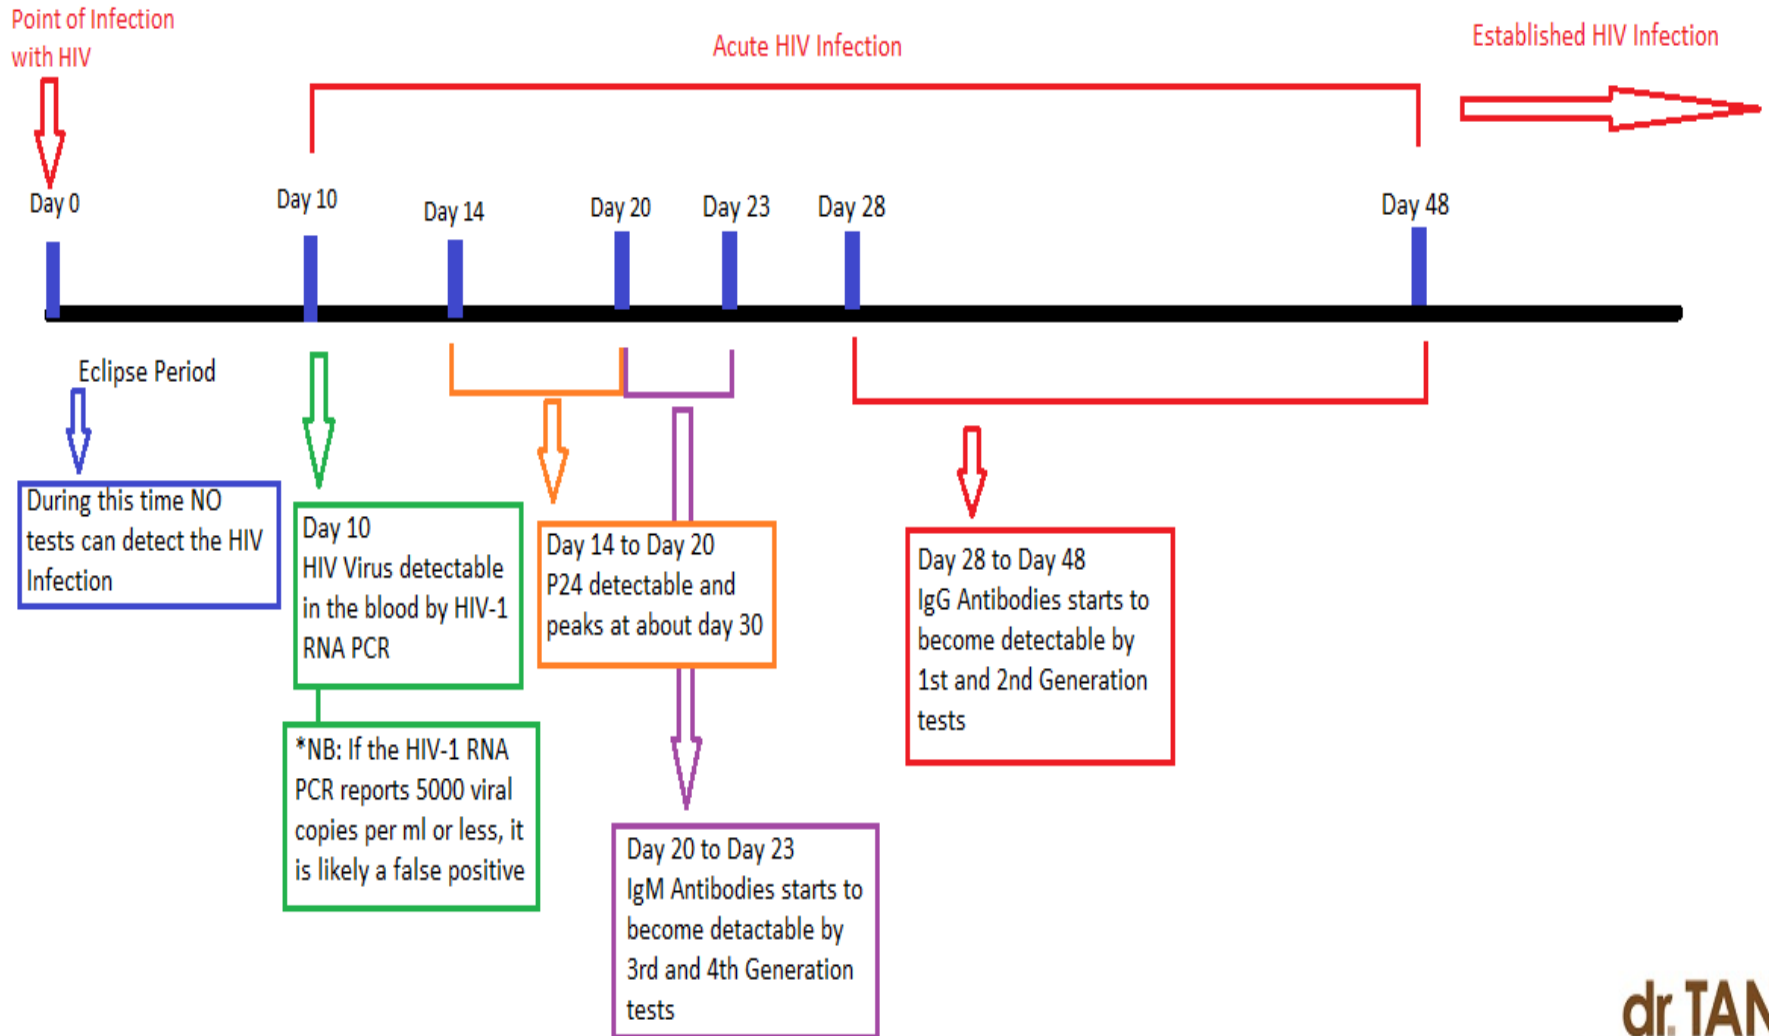 Point of Infection
with HIV
Acute HIV Infection
Established HIV Infection
Day 0
Day 10
Day 14
Day 20
Day 23
Day 28
Day 48
Eclipse Period
During this time NO
tests can detect the HIV
Infection
Day 10
HIV Virus detectable
in the blood by HIV-1
RNA PCR
*NB: If the HIV-1 RNA
PCR reports 5000 viral
copies per ml or less, it
is likely a false positive
Day 14 to Day 20
P24 detectable and
peaks at about day 30
Day 20 to Day 23
IgM Antibodies starts to
become detactable by
3rd and 4th Generation
tests
Day 28 to Day 48
IgG Antibodies starts to
become detectable by
1st and 2nd Generation
tests
dr. TAN